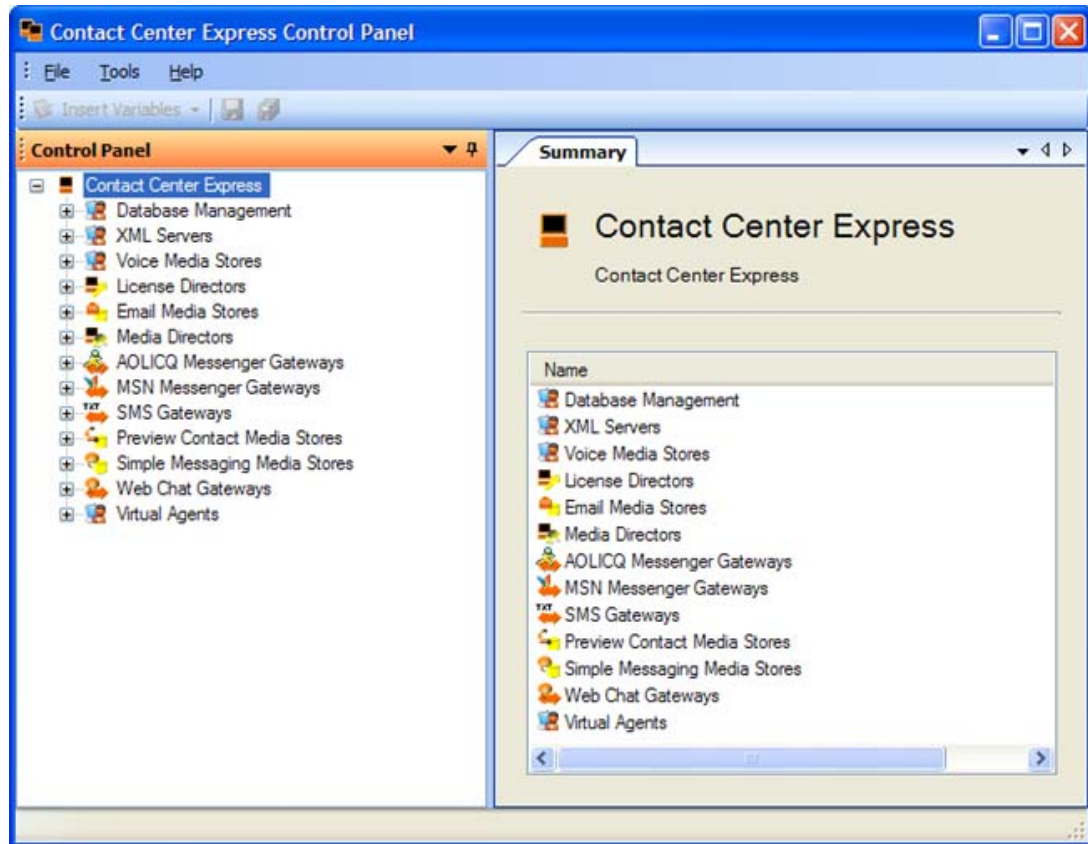 Contact Center Express Control Panel
File Tools Help
Insert Variables
Control Panel
Contact Center Express
Database Management
XML Servers
Voice Media Stores
License Directors
Email Media Stores
Media Directors
AOLICQ Messenger Gateways
MSN Messenger Gateways
TXT SMS Gateways
Preview Contact Media Stores
Simple Messaging Media Stores
Web Chat Gateways
Virtual Agents
Summary
Contact Center Express
Contact Center Express
Name
Database Management
XML Servers
Voice Media Stores
License Directors
Email Media Stores
Media Directors
AOLICQ Messenger Gateways
MSN Messenger Gateways
TXT SMS Gateways
Preview Contact Media Stores
Simple Messaging Media Stores
Web Chat Gateways
Virtual Agents